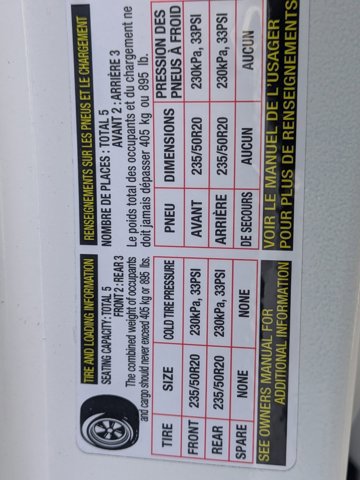 TIRE AND LOADING INFORMATION
SEATING CAPACITY: TOTAL 5
FRONT 2: REAR 3
The combined weight of occupants
and cargo should never exceed 405 kg or 895 lbs.
TIRE SIZE COLD TIRE PRESSURE
FRONT 235/50R20 230kPa, 33PSI
REAR 235/50R20 230kPa, 33PSI
SPARE NONE NONE
SEE OWNERS MANUAL FOR
ADDITIONAL INFORMATION
RENSEIGNEMENTS SUR LES PNEUS ET LE CHARGEMENT
NOMBRE DE PLACES : TOTAL 5
AVANT 2 : ARRIÈRE 3
Le poids total des occupants et du chargement ne
doit jamais dépasser 405 kg ou 895 lb.
PNEU DIMENSIONS PRESSION DES
PNEUS À FROID
AVANT 235/50R20 230kPa, 33PSI
ARRIÈRE 235/50R20 230kPa, 33PSI
DE SECOURS AUCUN AUCUN
VOIR LE MANUEL DE L'USAGER
POUR PLUS DE RENSEIGNEMENTS